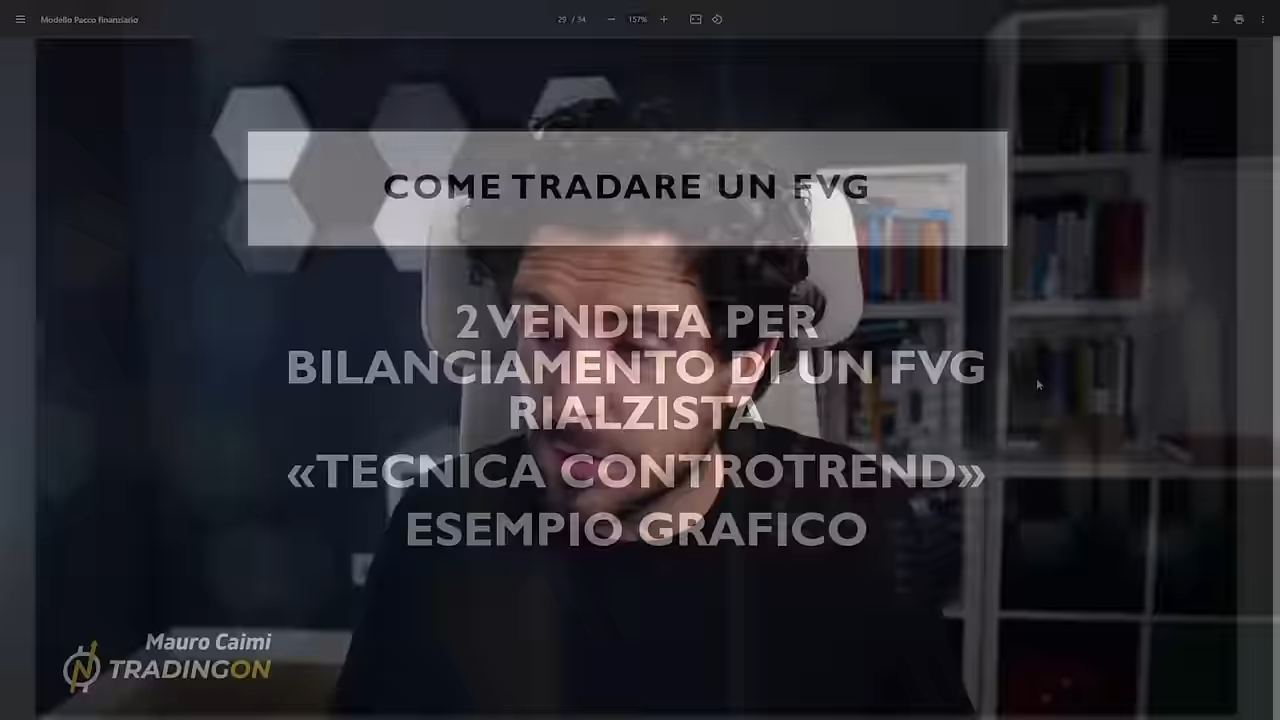 Modello Pacco finanziario
29 / 34
157%
COME TRADARE UN FVG
2 VENDITA PER
BILANCIAMENTO DI UN FVG
RIALZISTA
«TECNICA CONTROTREND»
ESEMPIO GRAFICO
Mauro Caimi
TRADINGON